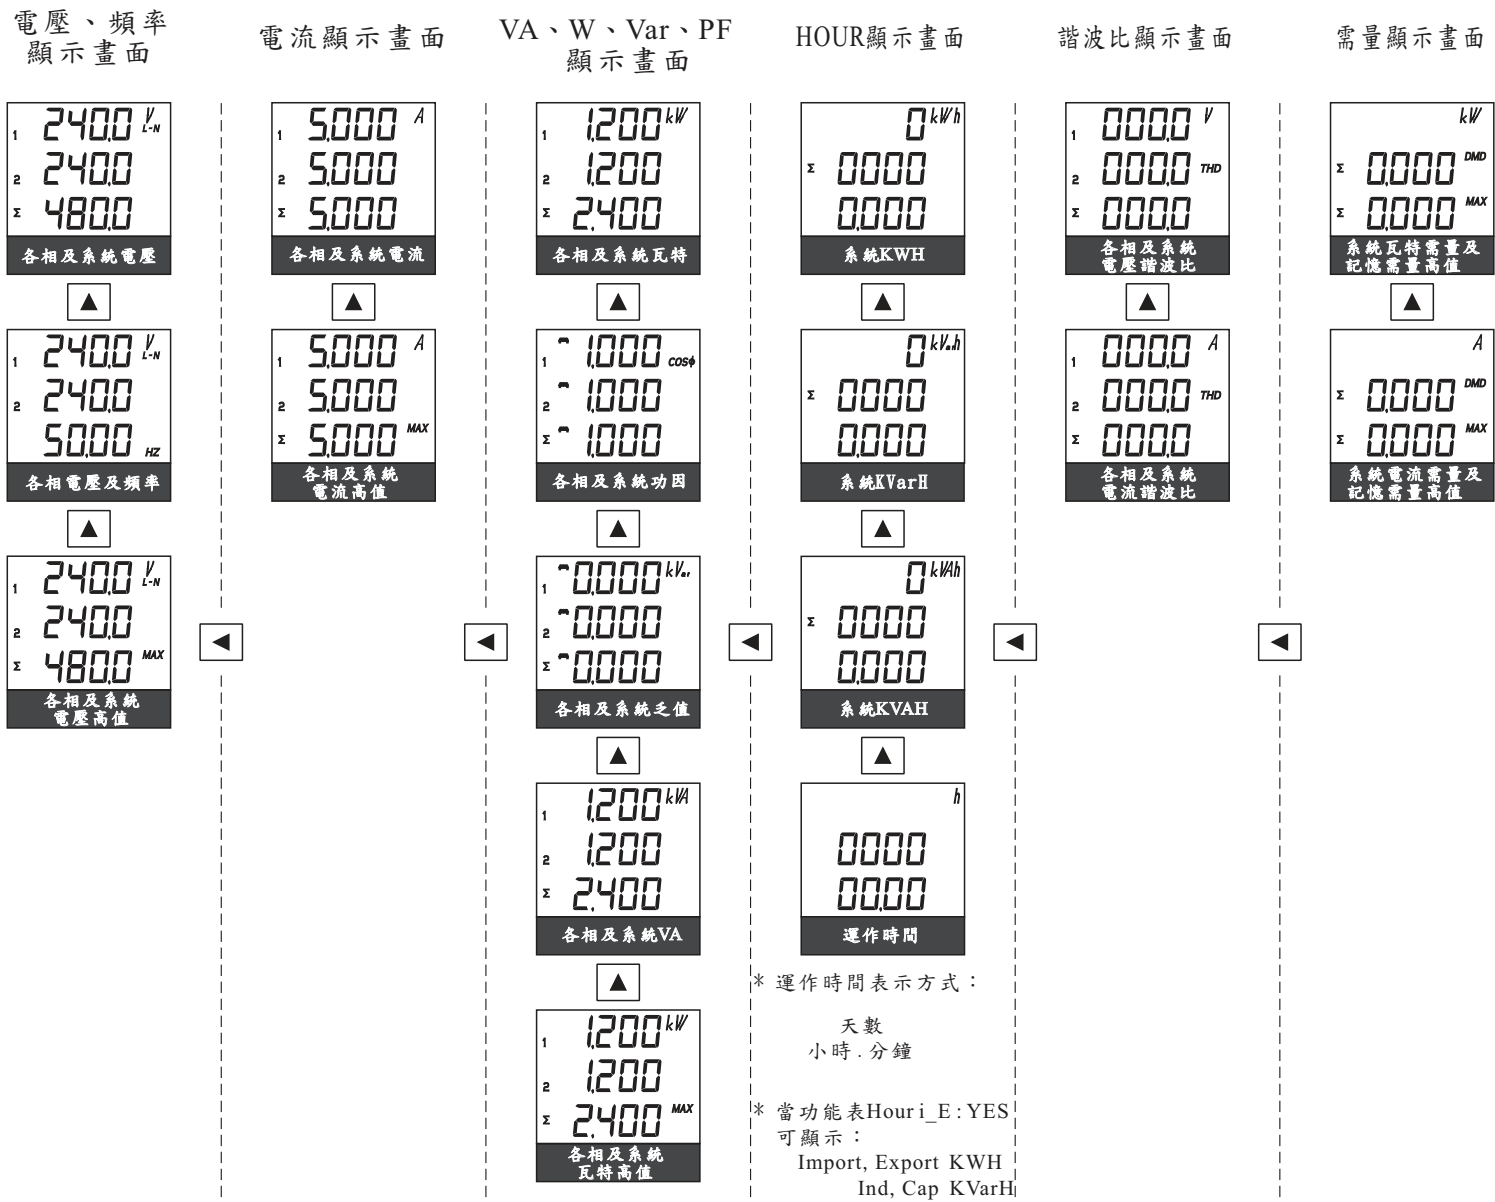 電壓、頻率
顯示畫面
電流顯示畫面
VA、W、Var、PF
顯示畫面
HOUR顯示畫面
諧波比顯示畫面
需量顯示畫面
1 240.0 V L-N
2 240.0
Σ 480.0
各相及系統電壓
1 240.0 V L-N
2 240.0
50.00 HZ
各相電壓及頻率
1 240.0 V L-N
2 240.0
Σ 480.0 MAX
各相及系統
電壓高值
1 5.000 A
2 5.000
Σ 5.000
各相及系統電流
1 5.000 A
2 5.000
Σ 5.000 MAX
各相及系統
電流高值
1 1.200 kW
2 1.200
Σ 2.400
各相及系統瓦特
1 1.000 COSφ
2 1.000
Σ 1.000
各相及系統功因
1 -0.000 kVar
2 -0.000
Σ -0.000
各相及系統乏值
1 1.200 kVA
2 1.200
Σ 2.400
各相及系統VA
1 1.200 kW
2 1.200
Σ 2.400 MAX
各相及系統
瓦特高值
0 kWh
Σ 0000
0.000
系統KWH
0 kVarh
Σ 0000
0.000
系統KVarH
0 kVAh
Σ 0000
0.000
系統KVAH
h
0000
00.00
運作時間
* 運作時間表示方式：
天數
小時.分鐘
* 當功能表Hour i_E:YES
可顯示：
Import, Export KWH
Ind, Cap KVarH
1 000.0 V
2 000.0 THD
Σ 000.0
各相及系統
電壓諧波比
1 000.0 A
2 000.0 THD
Σ 000.0
各相及系統
電流諧波比
kW
Σ 0.000 DMD
Σ 0.000 MAX
系統瓦特需量及
記憶需量高值
A
Σ 0.000 DMD
Σ 0.000 MAX
系統電流需量及
記憶需量高值